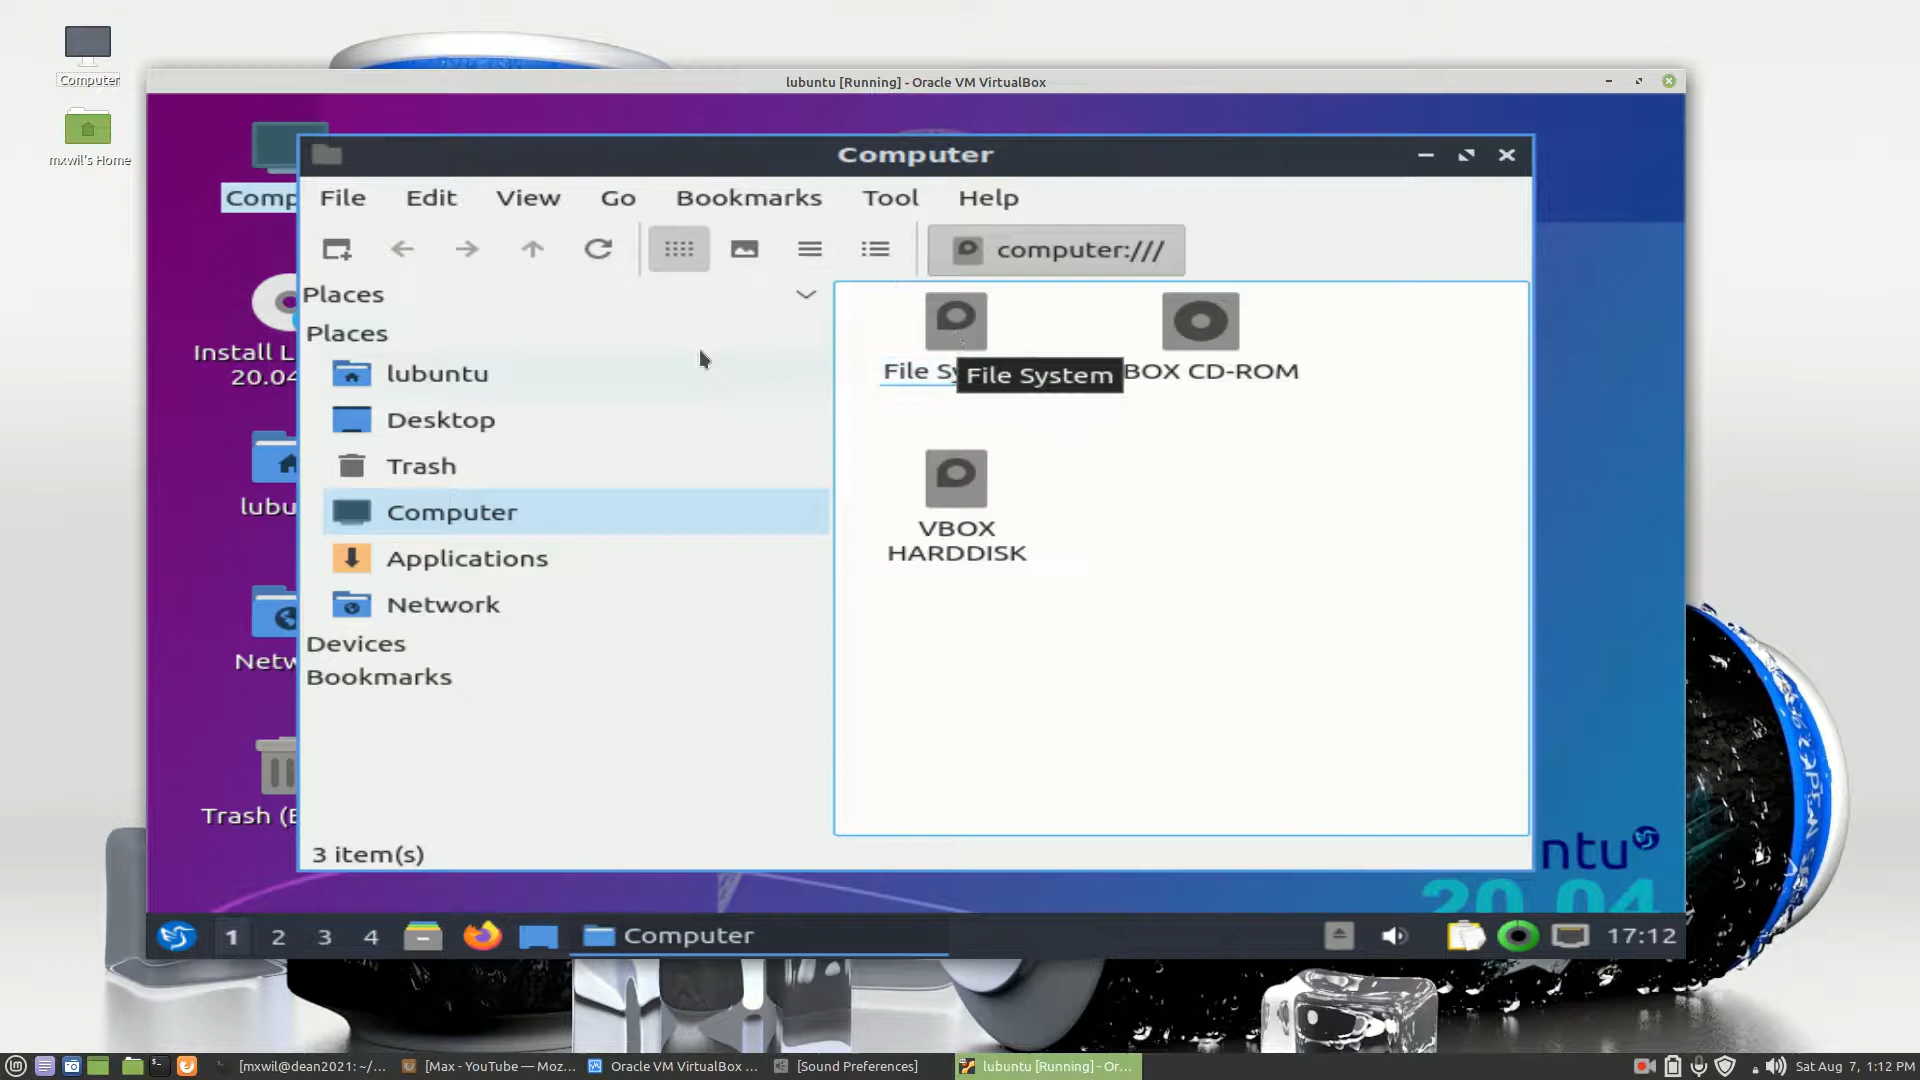 Computer
mxwil's Home
lubuntu [Running] - Oracle VM VirtualBox
Comp
Install L
20.04
lubu
Netw
Trash (E
Computer
File Edit View Go Bookmarks Tool Help
computer:///
Places
Places
lubuntu
Desktop
Trash
Computer
Applications
Network
Devices
Bookmarks
File Sy
File System
BOX CD-ROM
VBOX
HARDDISK
3 item(s)
ntu
20.04
1 2 3 4 Computer 17:12
[mxwil@dean2021: ~/... [Max - YouTube — Moz... Oracle VM VirtualBox ... [Sound Preferences] lubuntu [Running] - Or... Sat Aug 7, 1:12 PM